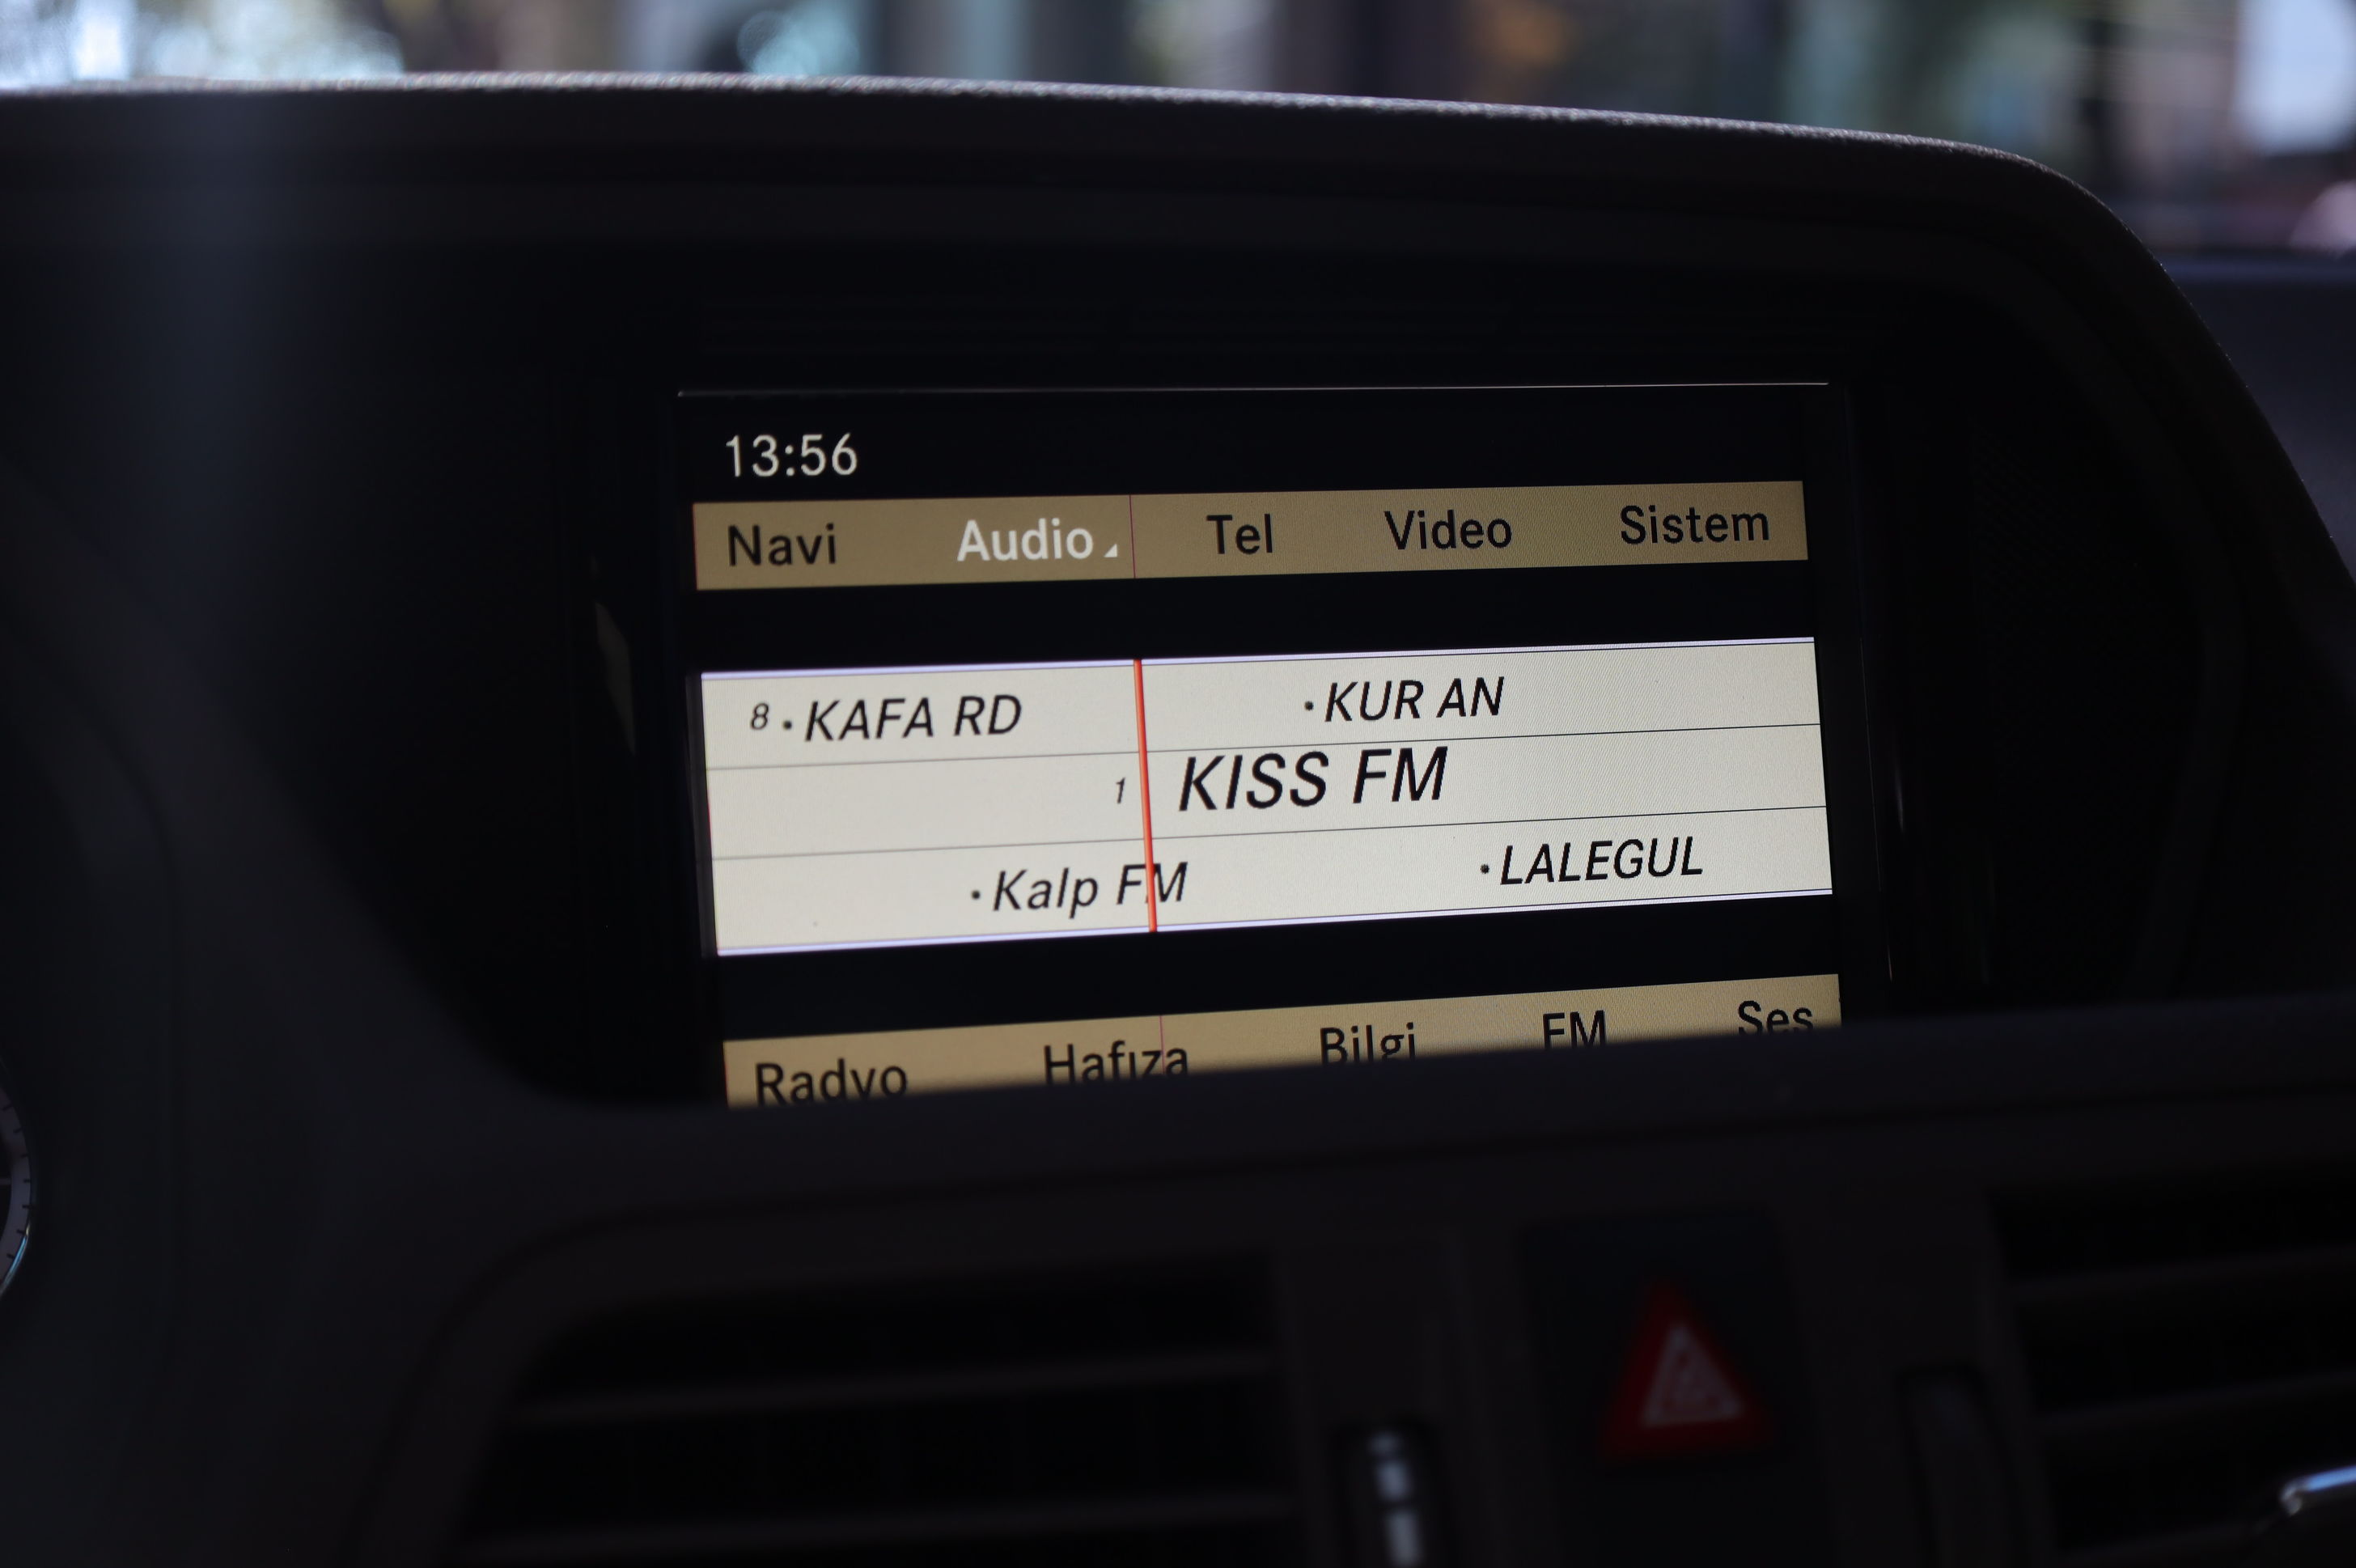 13:56
Navi Audio Tel Video Sistem
8 · KAFA RD · KUR AN
1 KISS FM
· Kalp FM · LALEGUL
Radyo Hafıza Bilgi FM Ses